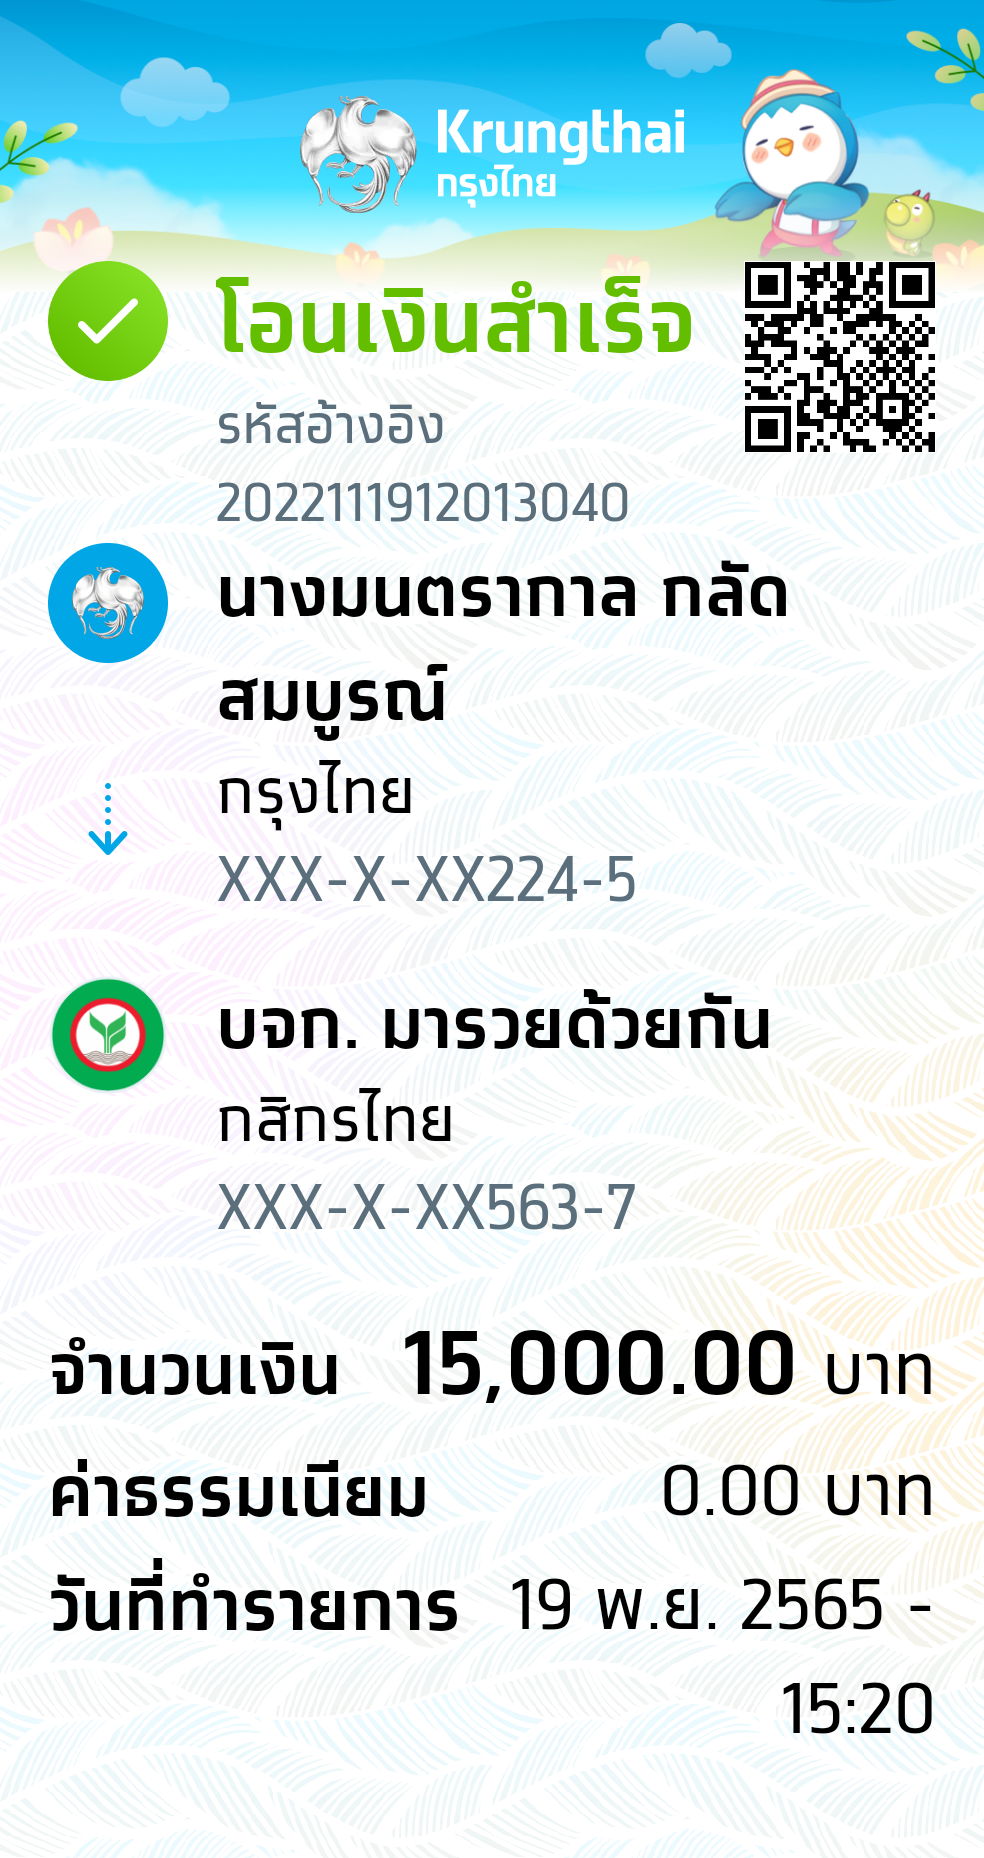 Krungthai
กรุงไทย
โอนเงินสำเร็จ
รหัสอ้างอิง
2022111912013040
นางมนตรากาล กลัด
สมบูรณ์
กรุงไทย
XXX-X-XX224-5
บจก. มารวยด้วยกัน
กสิกรไทย
XXX-X-XX563-7
จำนวนเงิน 15,000.00 บาท
ค่าธรรมเนียม 0.00 บาท
วันที่ทำรายการ 19 พ.ย. 2565 -
15:20